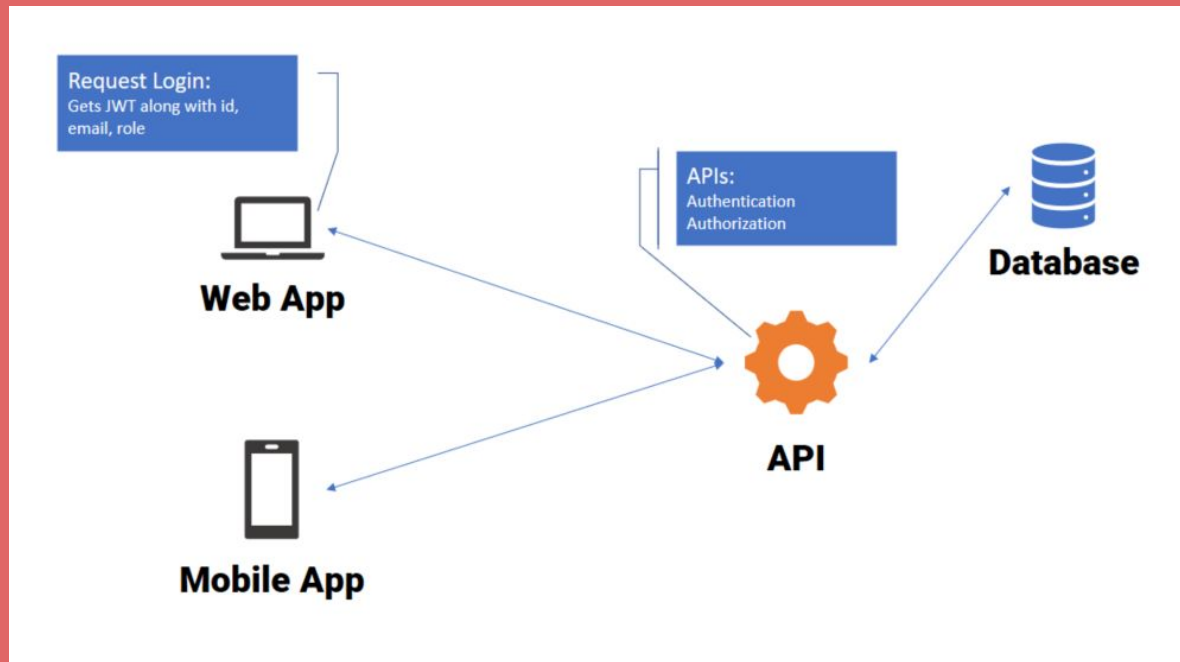 Request Login:
Gets JWT along with id,
email, role
APIs:
Authentication
Authorization
Database
Web App
API
Mobile App